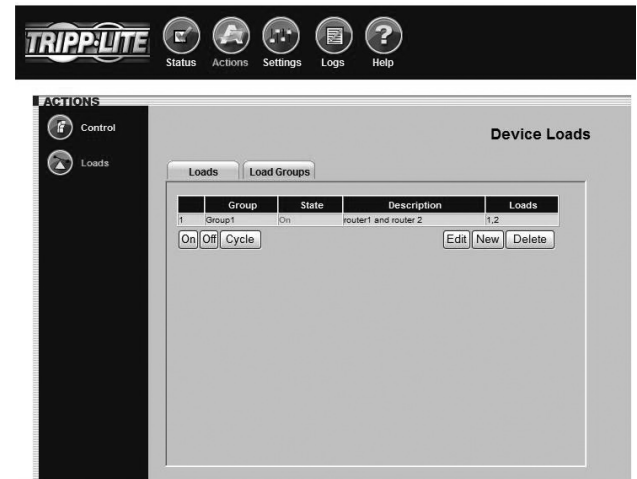 TRIPP·LITE
Status Actions Settings Logs Help
ACTIONS
Control
Loads
Device Loads
Loads Load Groups
Group State Description Loads
1 Group1 On router1 and router 2 1,2
On Off Cycle Edit New Delete